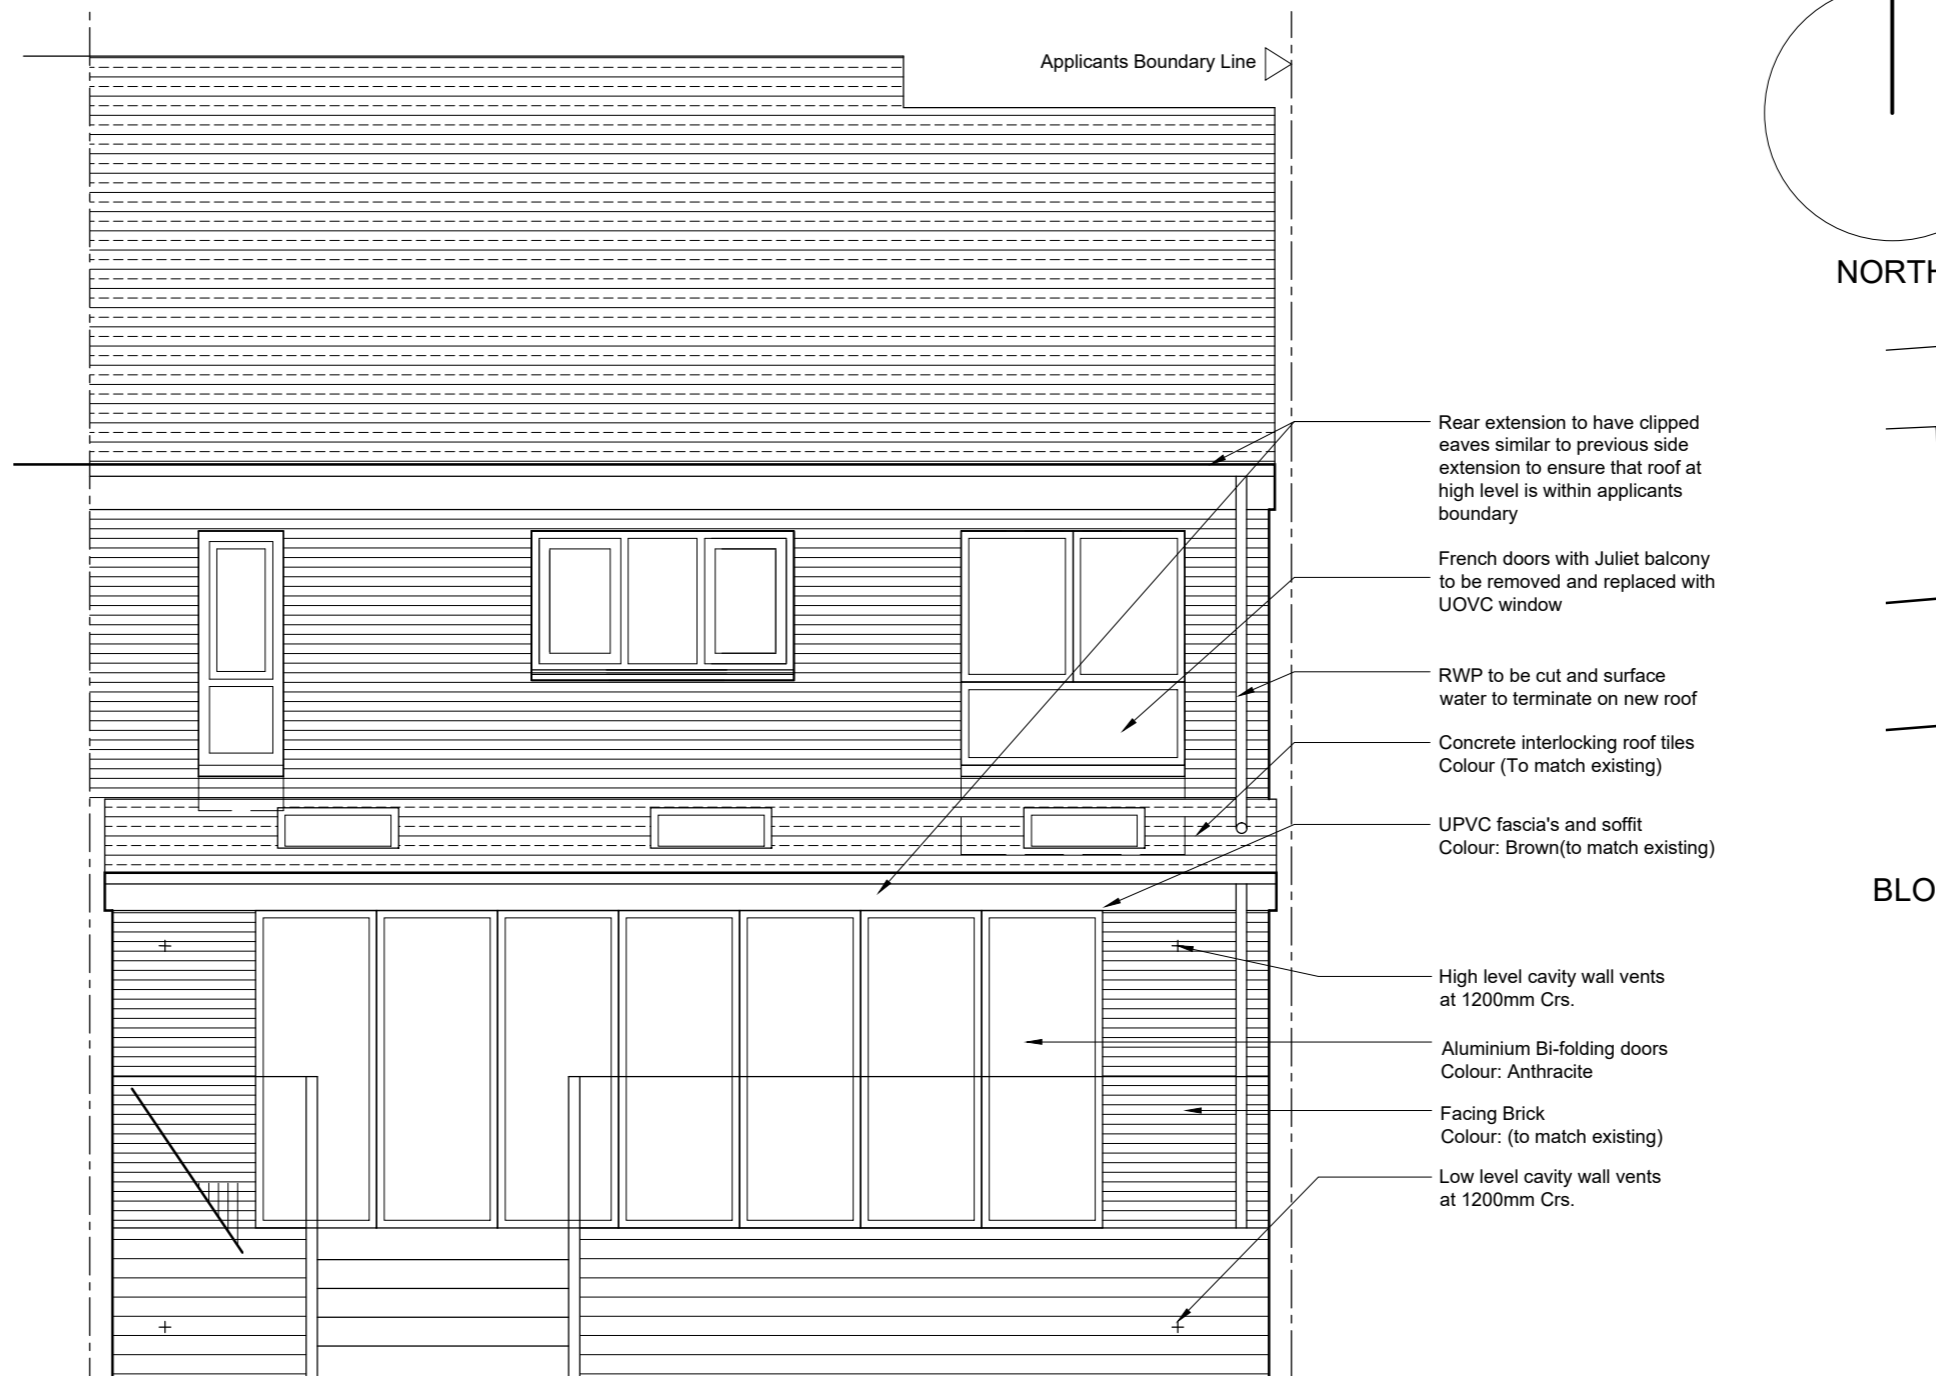 Applicants Boundary Line
NORTH
Rear extension to have clipped
eaves similar to previous side
extension to ensure that roof at
high level is within applicants
boundary
French doors with Juliet balcony
to be removed and replaced with
UOVC window
RWP to be cut and surface
water to terminate on new roof
Concrete interlocking roof tiles
Colour (To match existing)
UPVC fascia's and soffit
Colour: Brown(to match existing)
BLO
High level cavity wall vents
at 1200mm Crs.
Aluminium Bi-folding doors
Colour: Anthracite
Facing Brick
Colour: (to match existing)
Low level cavity wall vents
at 1200mm Crs.